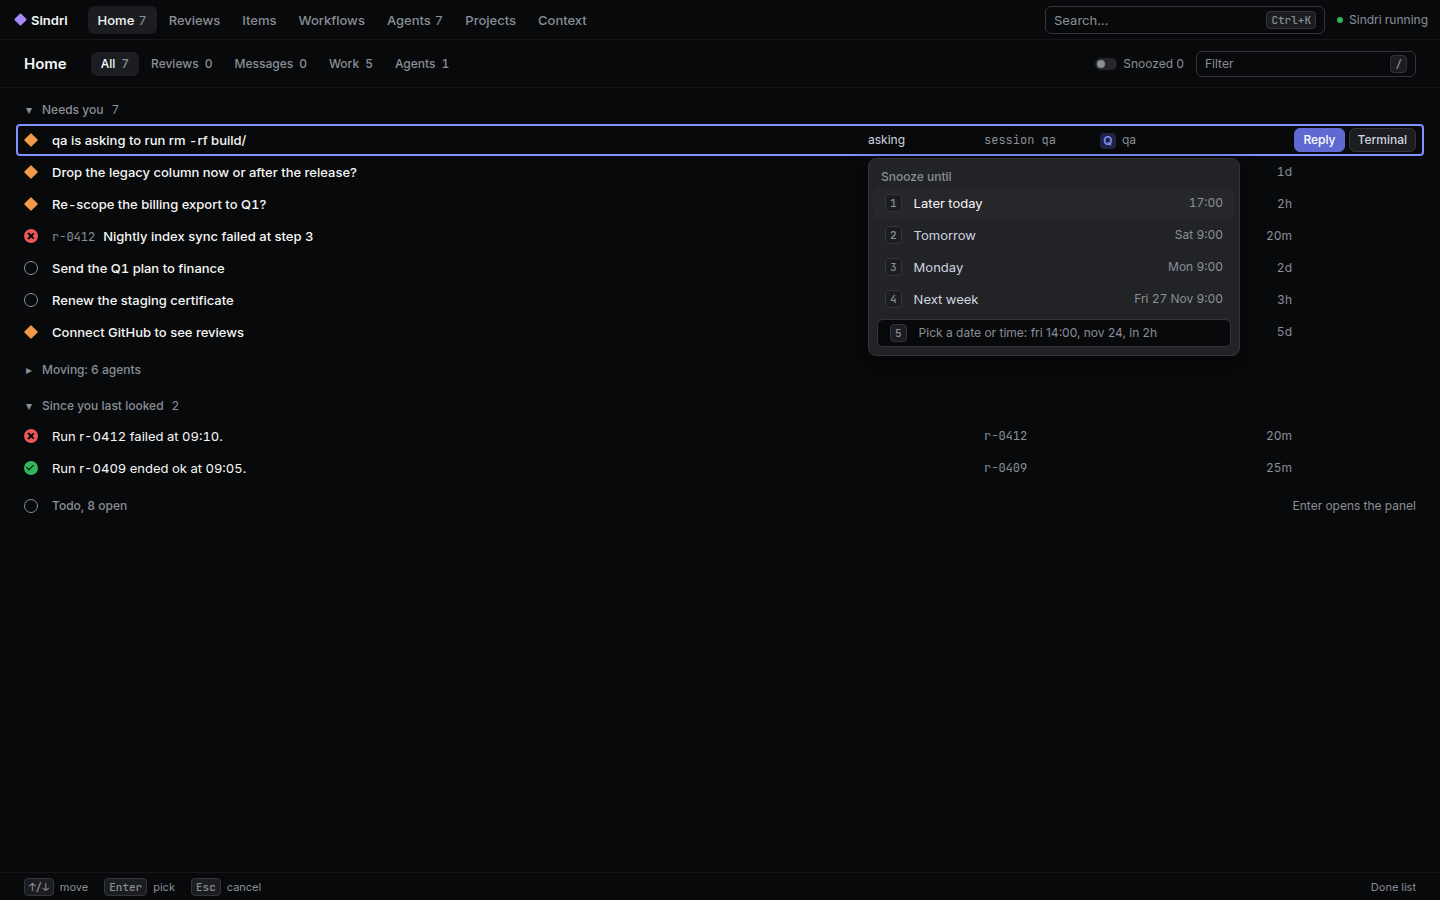 Sindri Home 7 Reviews Items Workflows Agents 7 Projects Context Search... Ctrl+K Sindri running
Home All 7 Reviews 0 Messages 0 Work 5 Agents 1 Snoozed 0 Filter /
Needs you 7
qa is asking to run rm -rf build/ asking session qa Q qa Reply Terminal
Drop the legacy column now or after the release? 1d
Re-scope the billing export to Q1? 2h
r-0412 Nightly index sync failed at step 3 20m
Send the Q1 plan to finance 2d
Renew the staging certificate 3h
Connect GitHub to see reviews 5d
Snooze until
1 Later today 17:00
2 Tomorrow Sat 9:00
3 Monday Mon 9:00
4 Next week Fri 27 Nov 9:00
5 Pick a date or time: fri 14:00, nov 24, in 2h
Moving: 6 agents
Since you last looked 2
Run r-0412 failed at 09:10. r-0412 20m
Run r-0409 ended ok at 09:05. r-0409 25m
Todo, 8 open Enter opens the panel
↑/↓ move Enter pick Esc cancel Done list